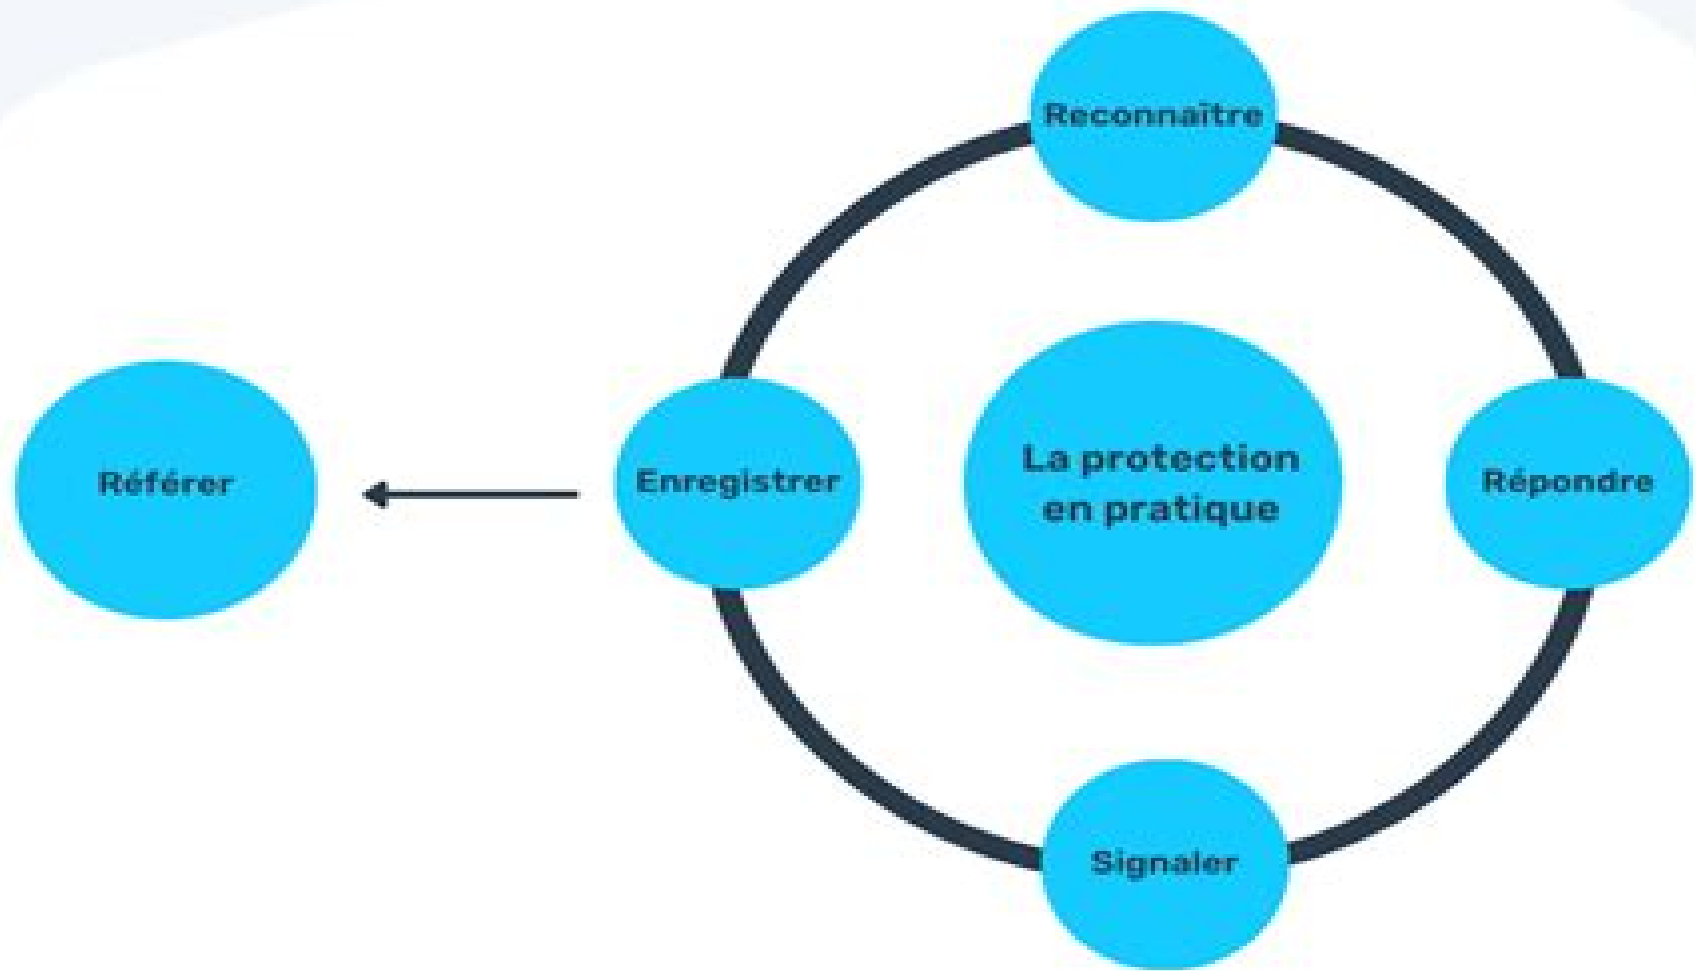 Reconnaître
Référer
Enregistrer
La protection
en pratique
Répondre
Signaler